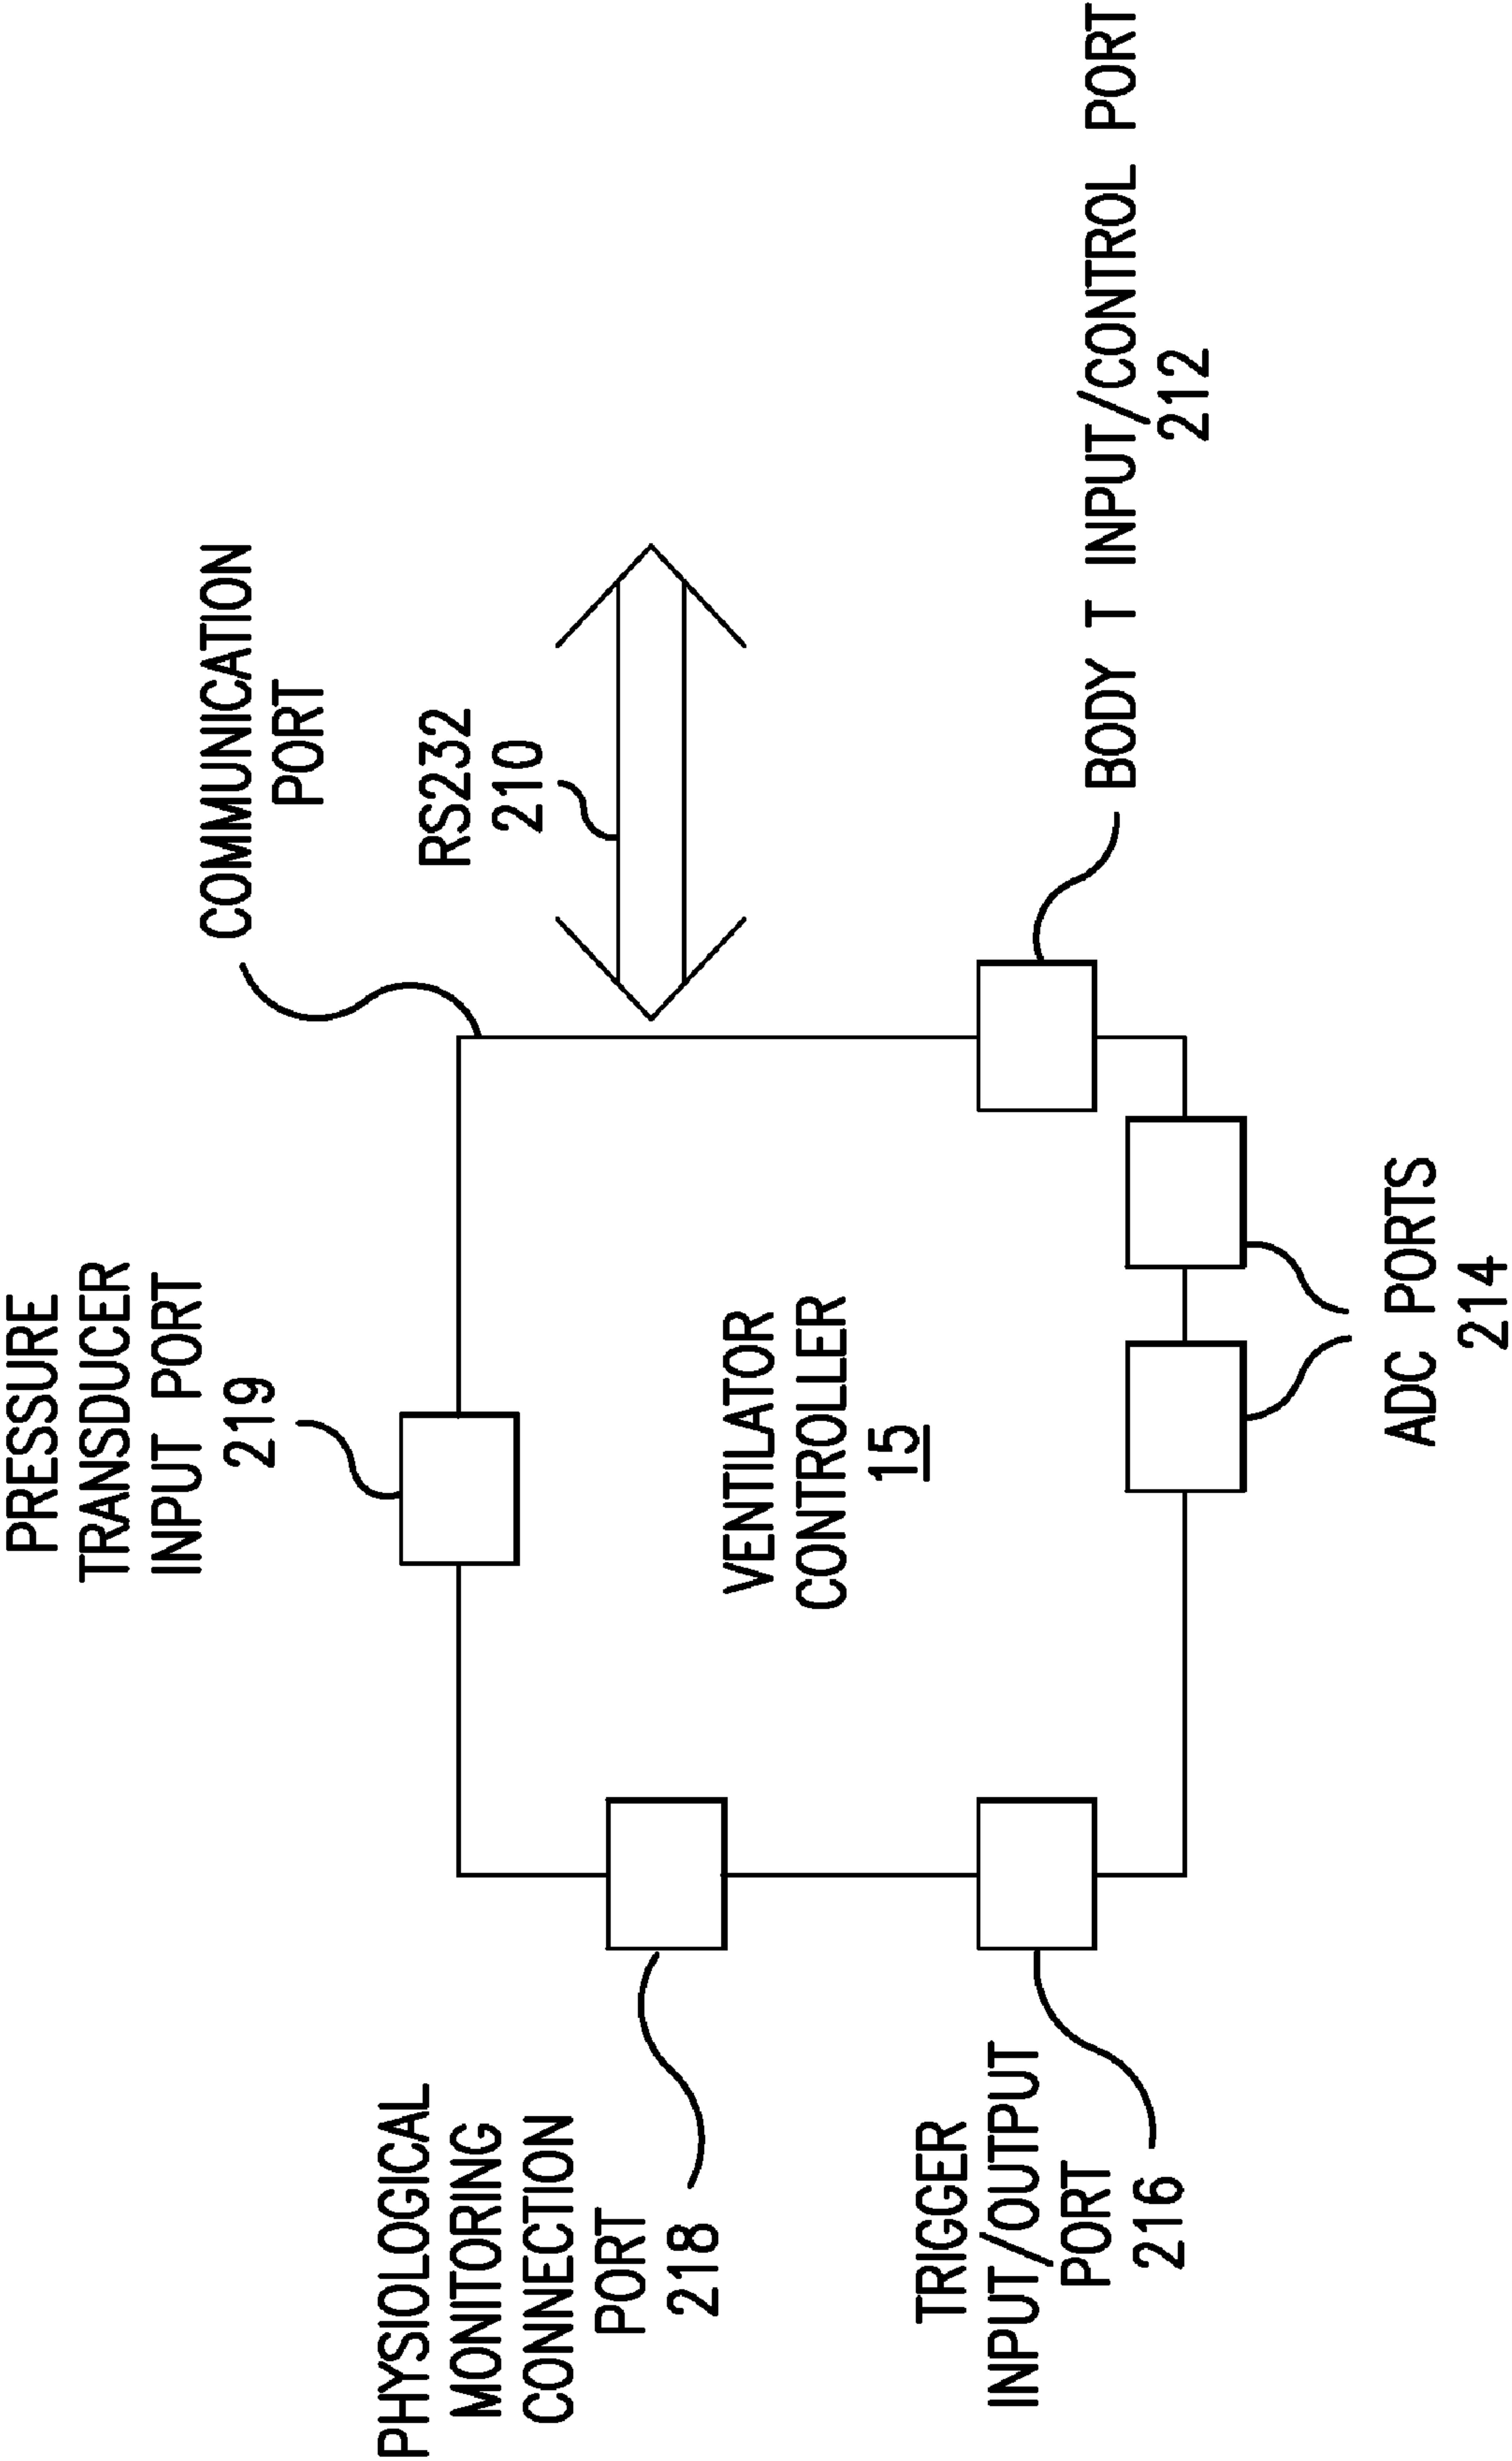 PRESSURE
TRANSDUCER
INPUT PORT
219
COMMUNICATION
PORT
PHYSIOLOGICAL
MONITORING
CONNECTION
PORT
218
RS232
210
VENTILATOR
CONTROLLER
15
TRIGGER
INPUT/OUTPUT
PORT
216
BODY T INPUT/CONTROL PORT
212
ADC PORTS
214